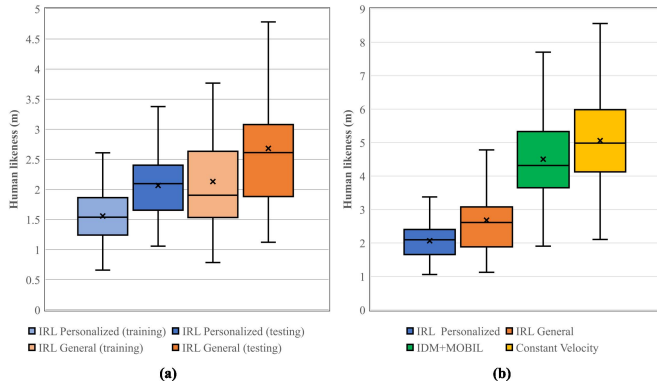 5
4.5
4
3.5
3
2.5
2
1.5
1
0.5
0
Human likeness (m)
IRL Personalized (training) IRL Personalized (testing)
IRL General (training) IRL General (testing)
(a)
9
8
7
6
5
4
3
2
1
0
Human likeness (m)
IRL Personalized IRL General
IDM+MOBIL Constant Velocity
(b)